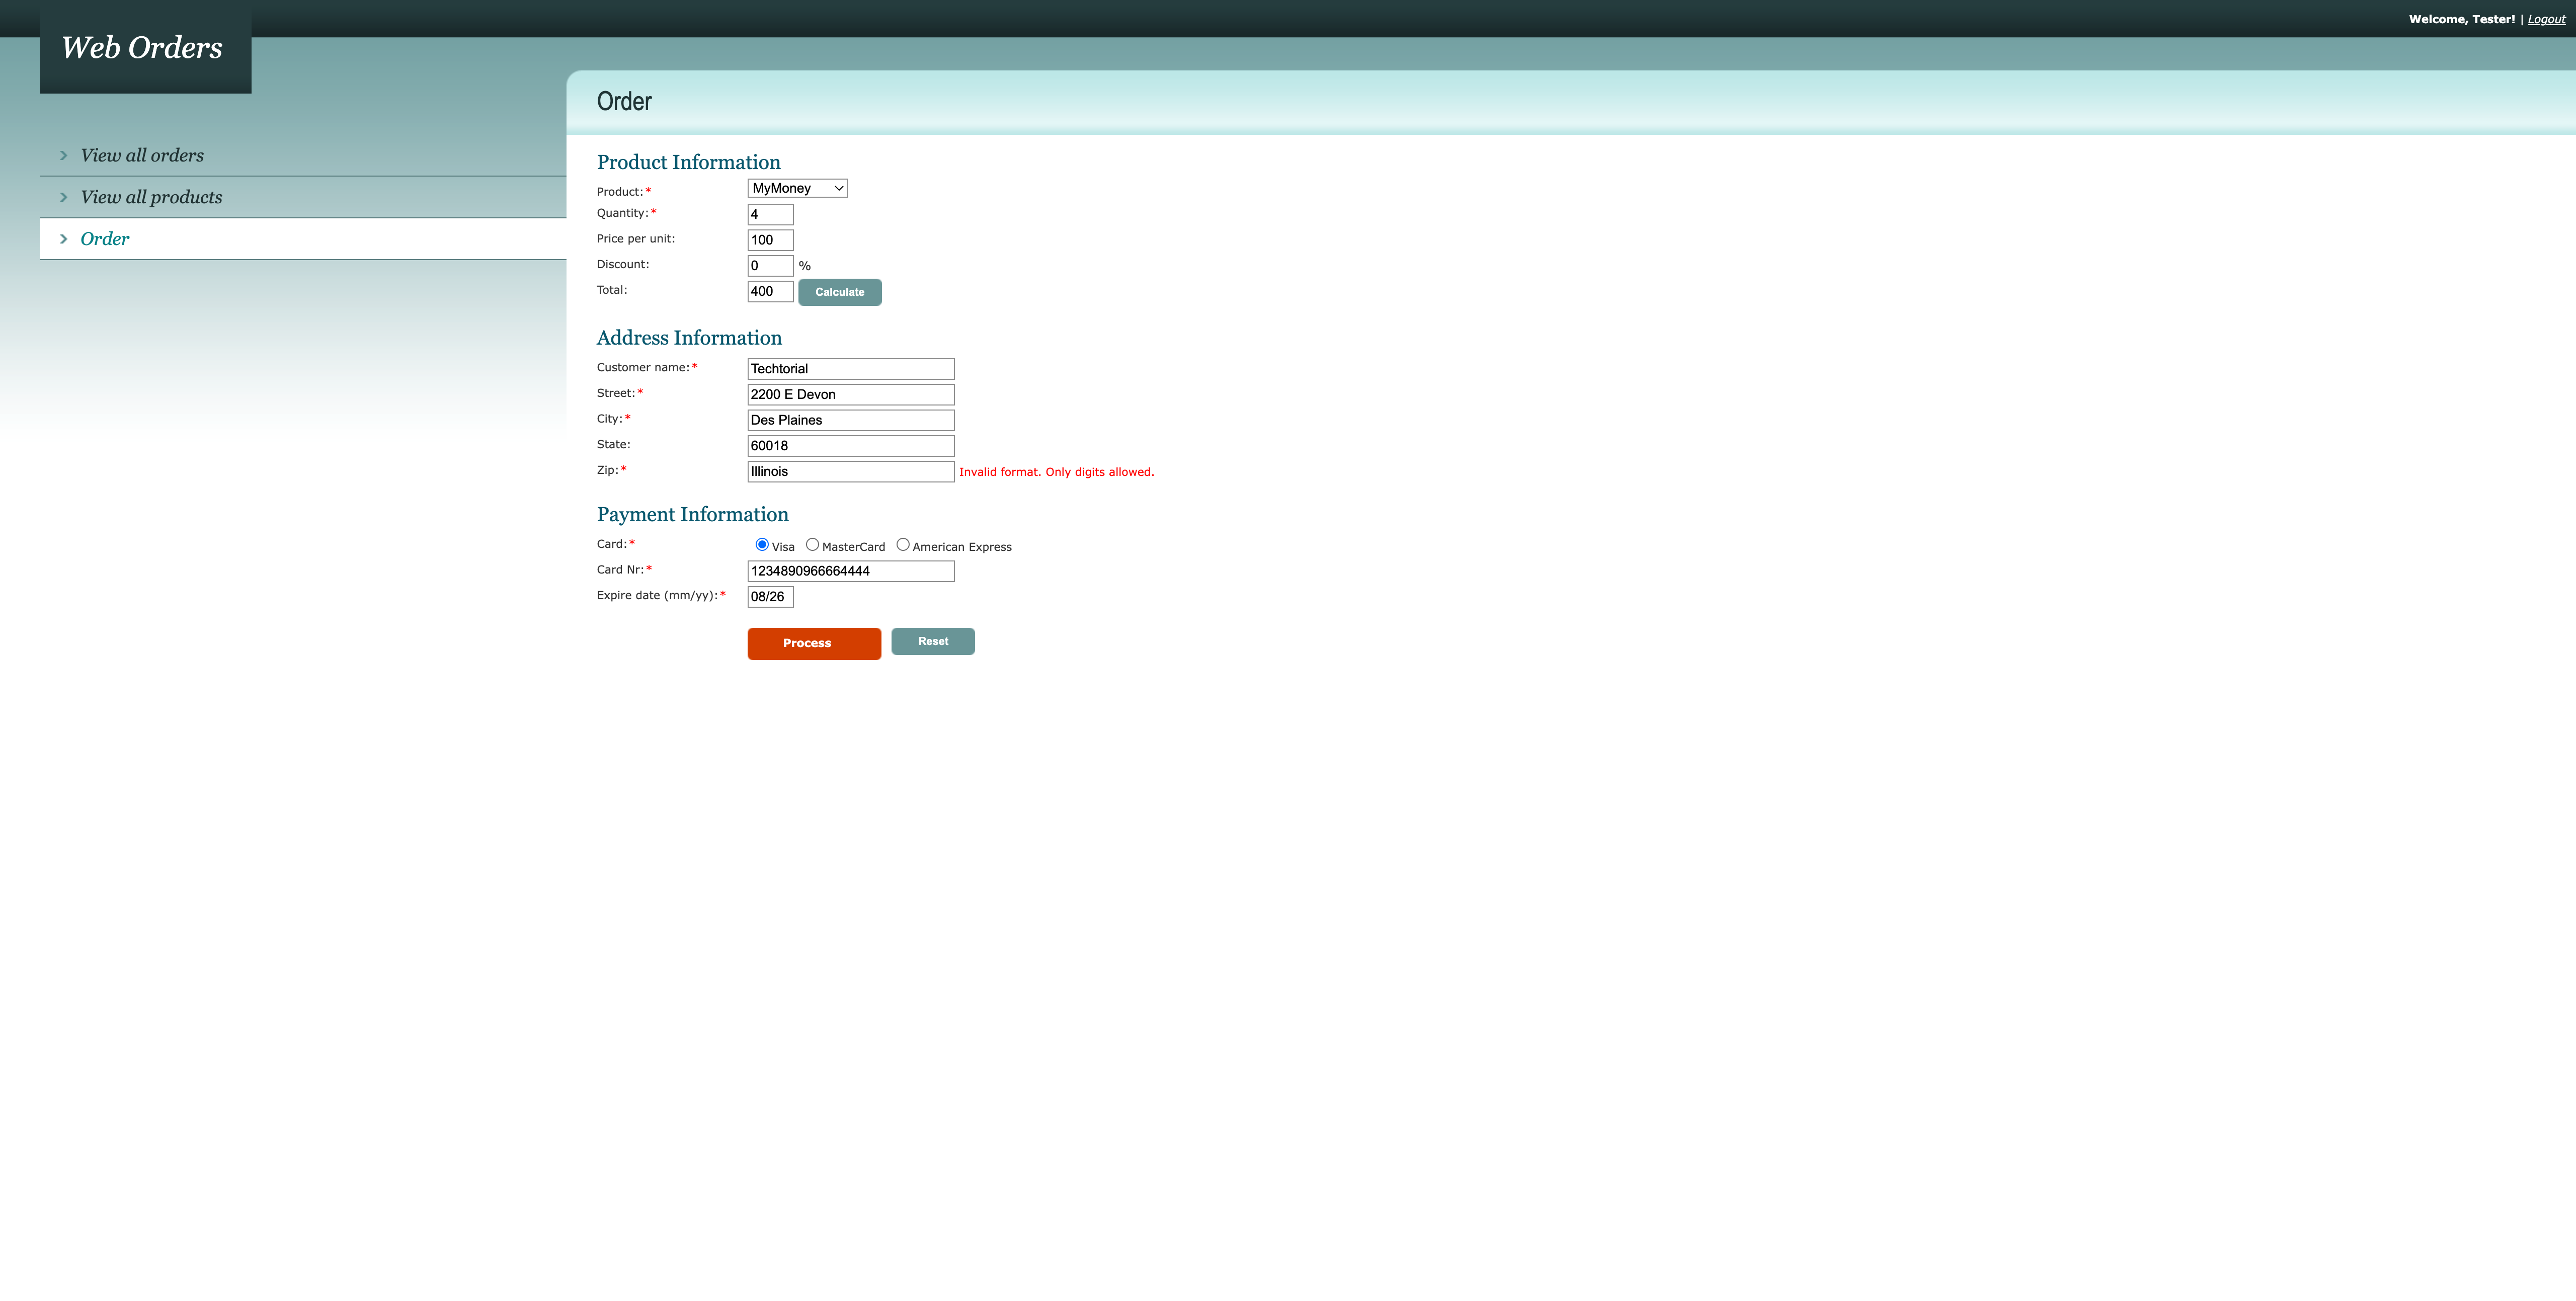 Welcome, Tester! | Logout
Web Orders
View all orders
View all products
Order
Order
Product Information
Product:* MyMoney
Quantity:* 4
Price per unit: 100
Discount: 0 %
Total: 400 Calculate
Address Information
Customer name:* Techtorial
Street:* 2200 E Devon
City:* Des Plaines
State: 60018
Zip:* Illinois Invalid format. Only digits allowed.
Payment Information
Card:* Visa MasterCard American Express
Card Nr:* 1234890966664444
Expire date (mm/yy):* 08/26
Process Reset